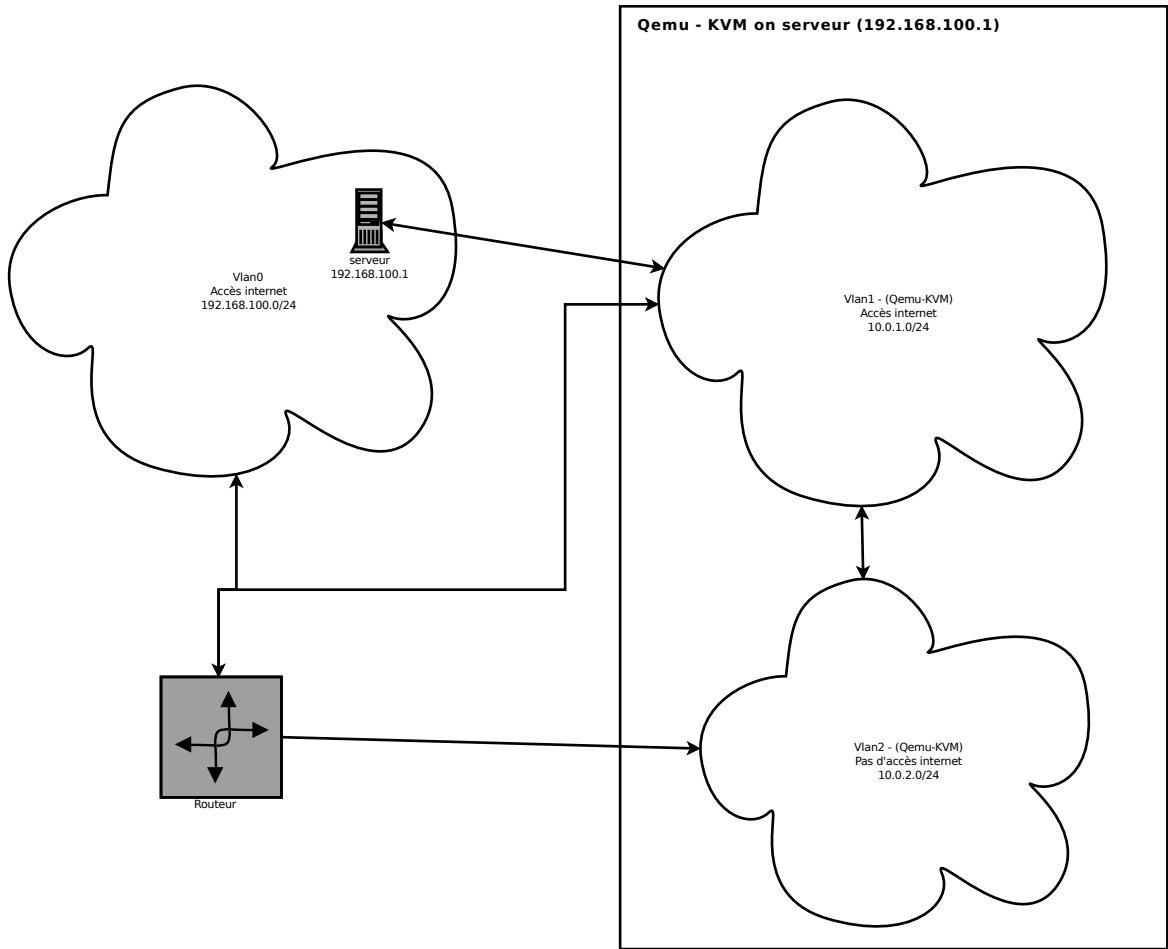 Qemu - KVM on serveur (192.168.100.1)
serveur
192.168.100.1
Vlan0
Accès internet
192.168.100.0/24
Vlan1 - (Qemu-KVM)
Accès internet
10.0.1.0/24
Vlan2 - (Qemu-KVM)
Pas d'accès internet
10.0.2.0/24
Routeur